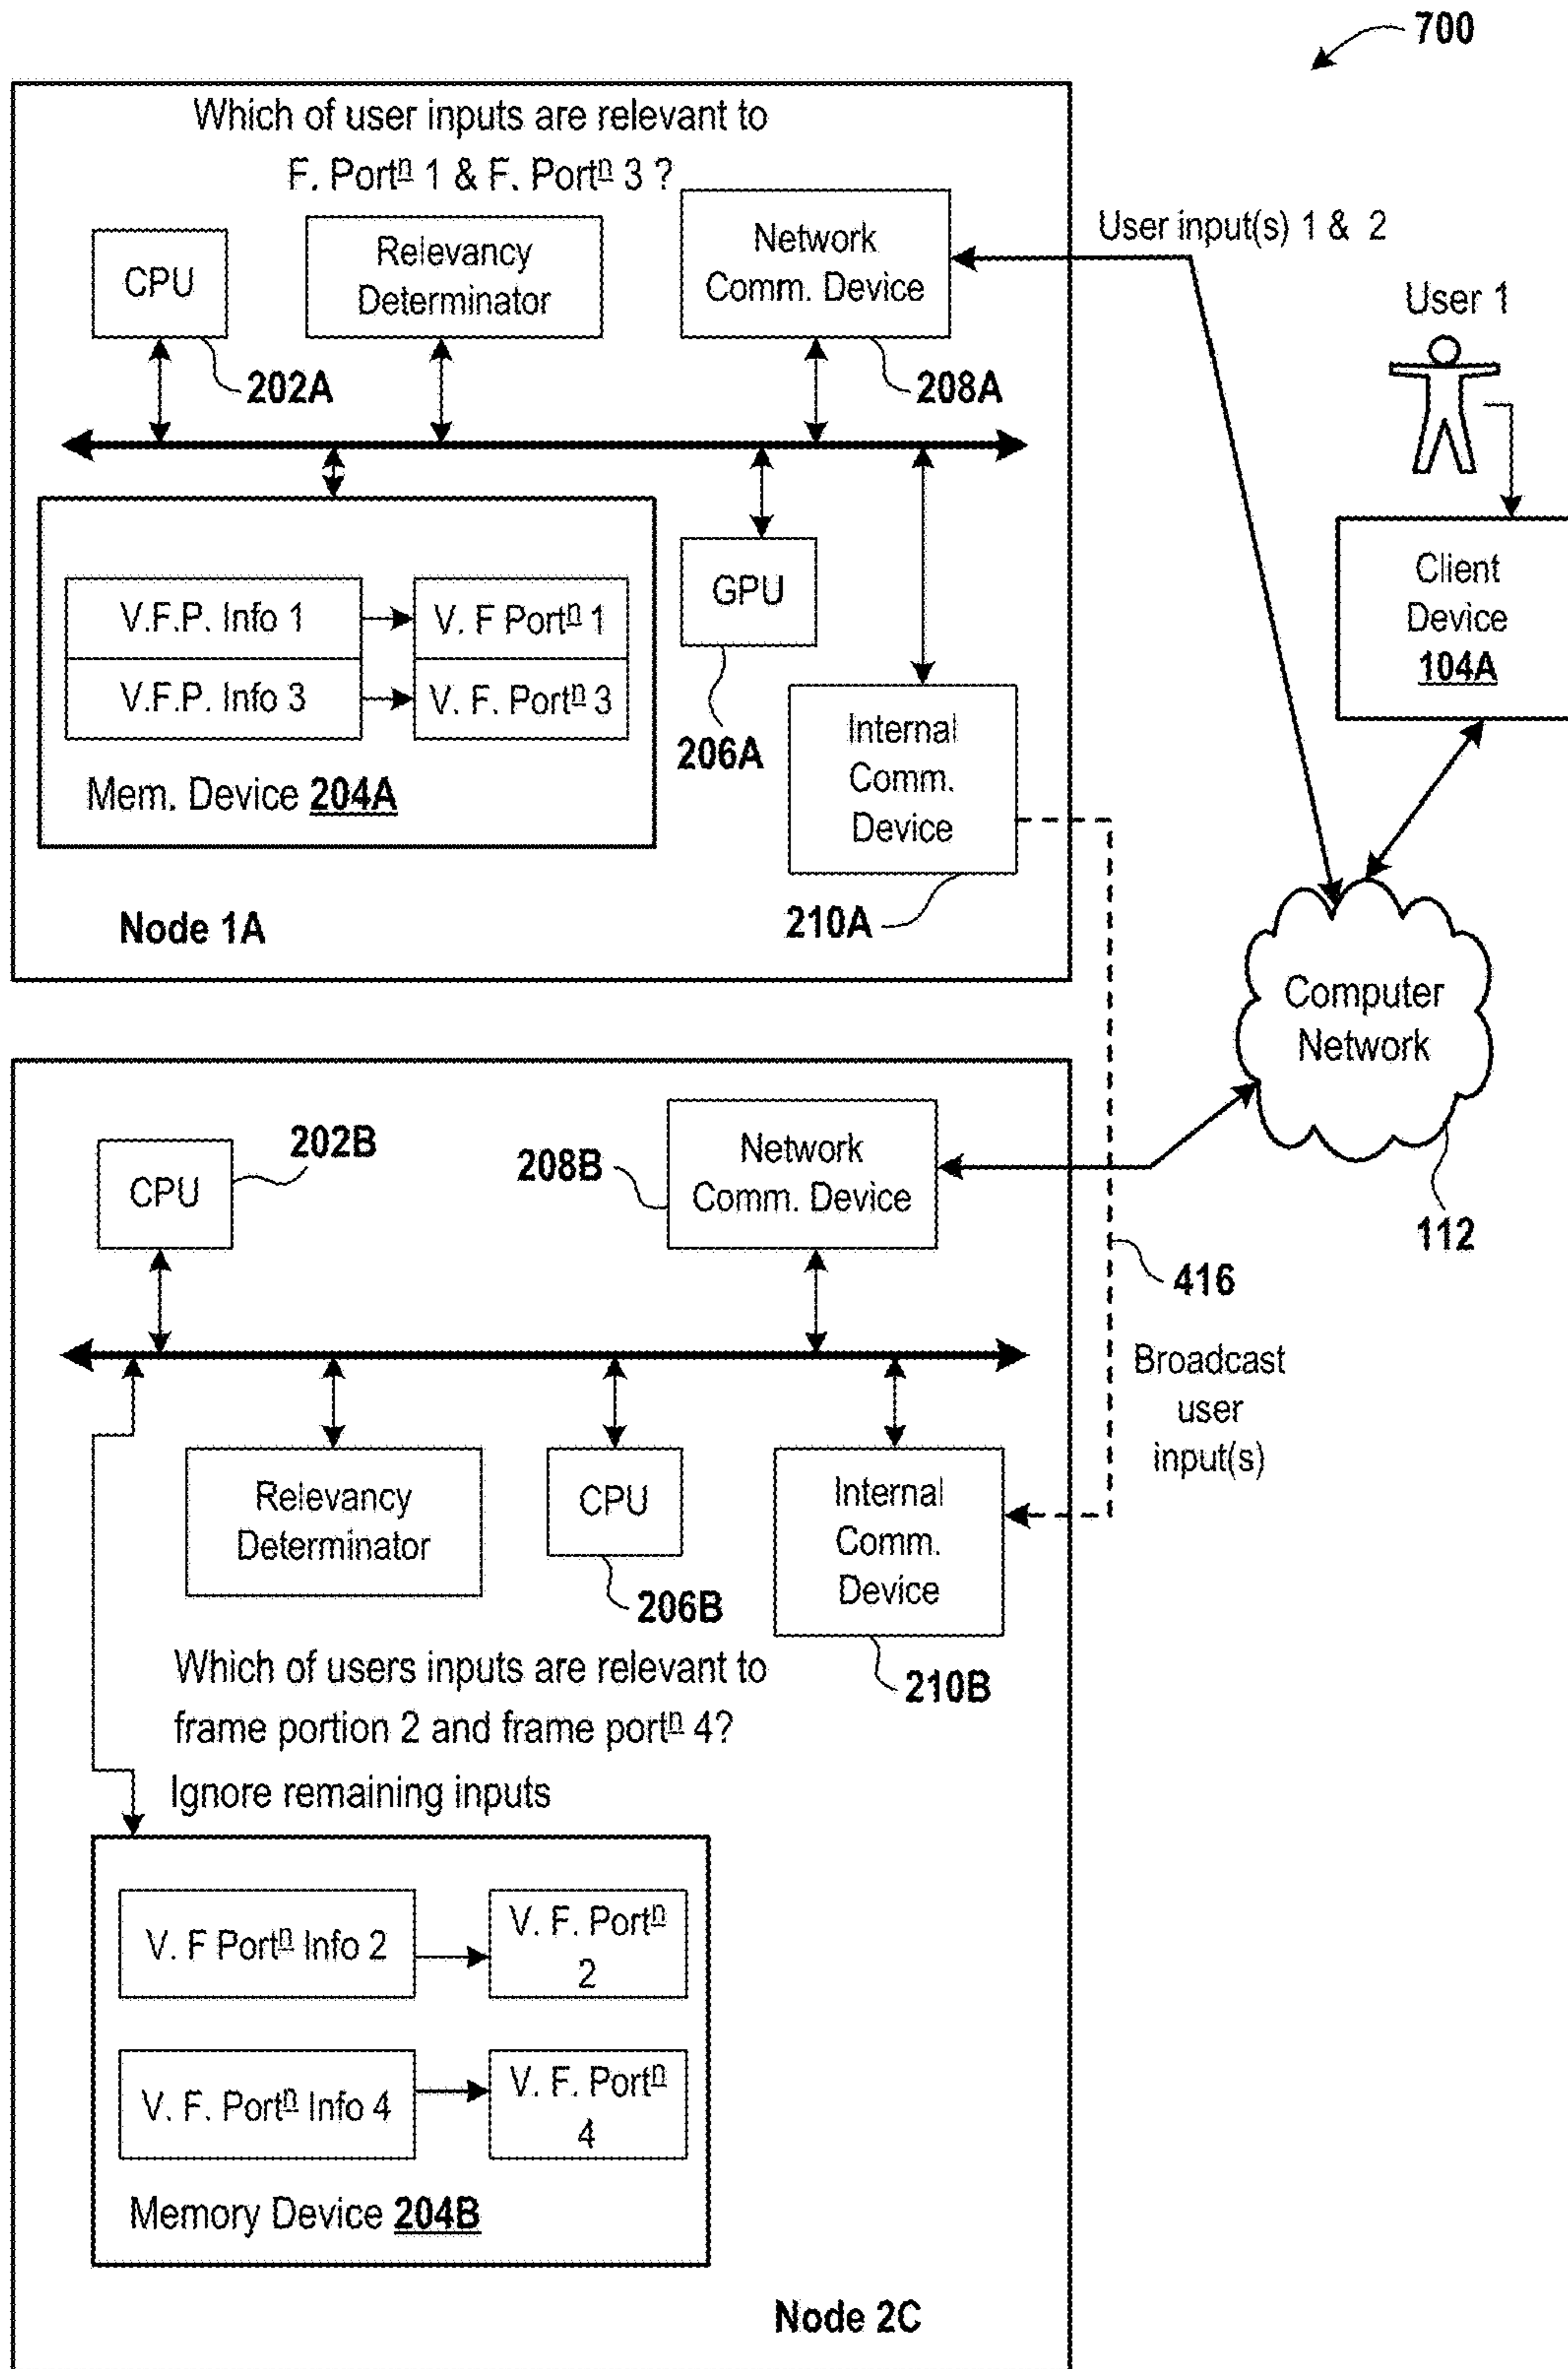 700
Which of user inputs are relevant to
F. Portⁿ 1 & F. Portⁿ 3 ?
CPU
202A
Relevancy
Determinator
Network
Comm. Device
208A
User input(s) 1 & 2
User 1
Client
Device
104A
V.F.P. Info 1
V. F Portⁿ 1
V.F.P. Info 3
V. F. Portⁿ 3
Mem. Device 204A
GPU
206A
Internal
Comm.
Device
210A
Node 1A
Computer
Network
112
CPU
202B
208B
Network
Comm. Device
416
Broadcast
user
input(s)
Relevancy
Determinator
CPU
206B
Internal
Comm.
Device
210B
Which of users inputs are relevant to
frame portion 2 and frame portⁿ 4?
Ignore remaining inputs
V. F Portⁿ Info 2
V. F. Portⁿ
2
V. F. Portⁿ Info 4
V. F. Portⁿ
4
Memory Device 204B
Node 2C